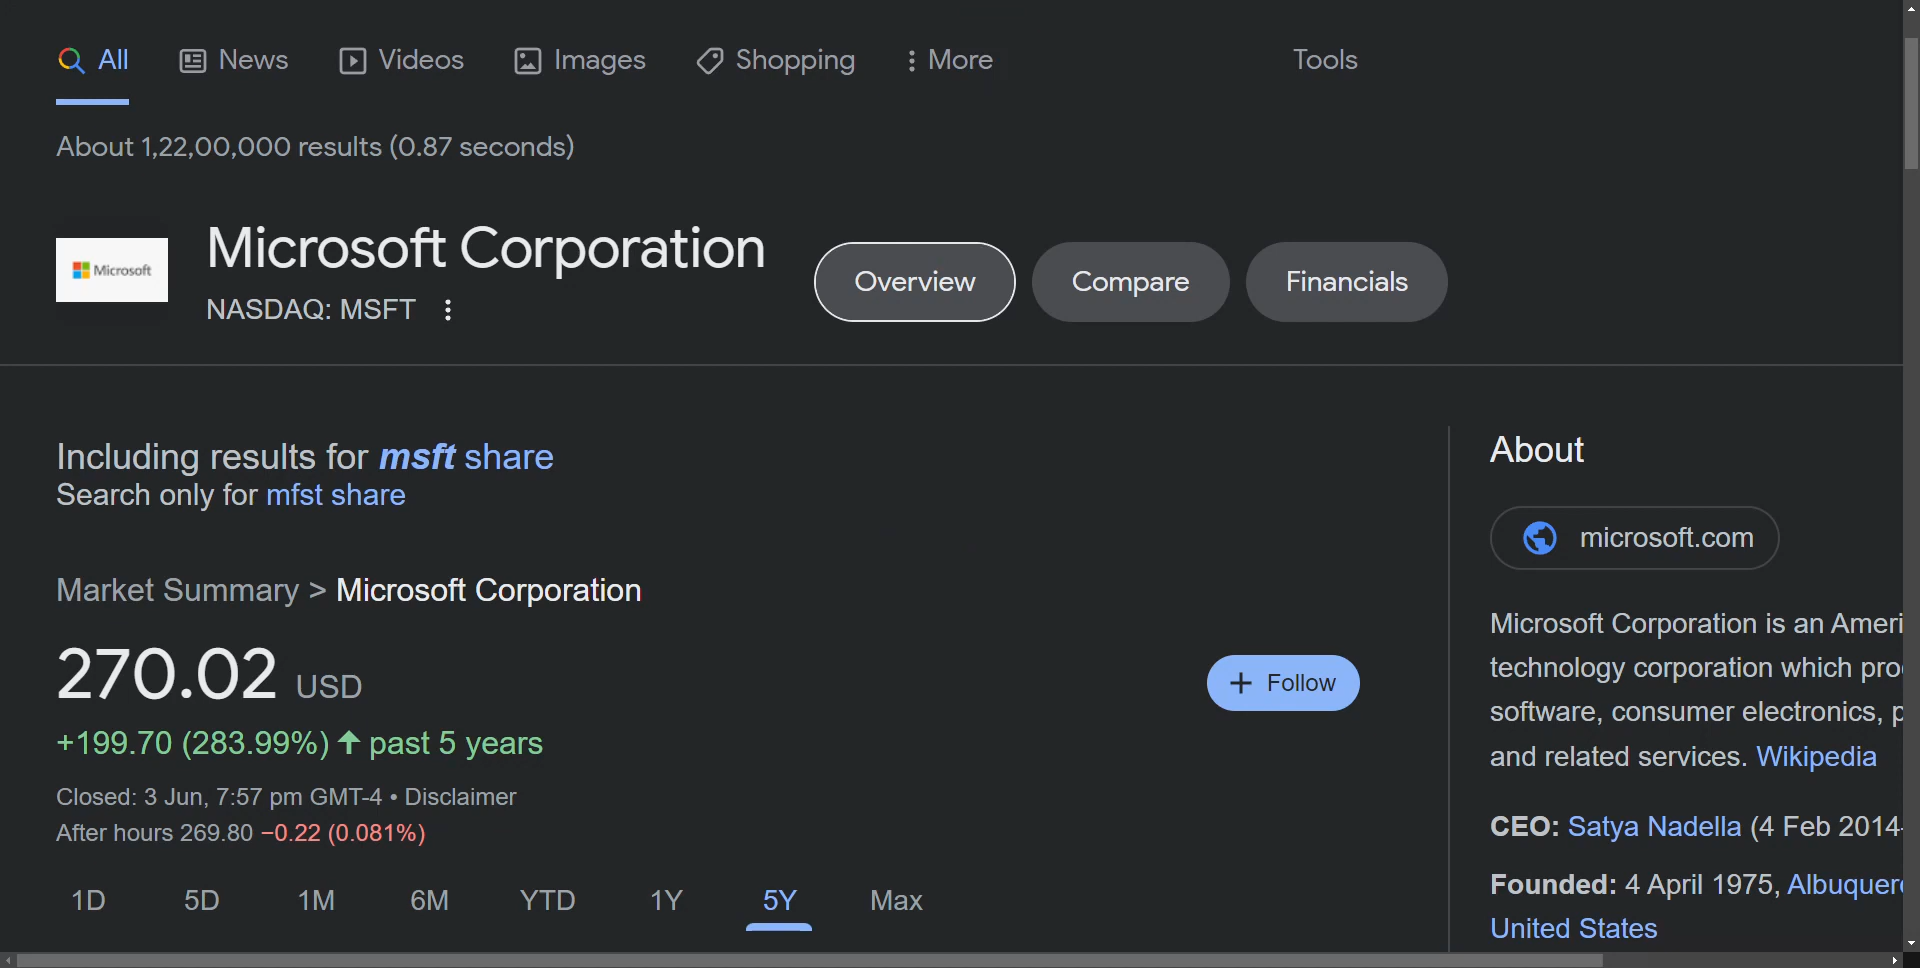 All News Videos Images Shopping More Tools
About 1,22,00,000 results (0.87 seconds)
Microsoft
Microsoft Corporation
NASDAQ: MSFT
Overview Compare Financials
Including results for msft share
Search only for mfst share
Market Summary > Microsoft Corporation
270.02 USD
Follow
+199.70 (283.99%) past 5 years
Closed: 3 Jun, 7:57 pm GMT-4 • Disclaimer
After hours 269.80 −0.22 (0.081%)
1D 5D 1M 6M YTD 1Y 5Y Max
About
microsoft.com
Microsoft Corporation is an Ameri
technology corporation which pro
software, consumer electronics, p
and related services. Wikipedia
CEO: Satya Nadella (4 Feb 2014
Founded: 4 April 1975, Albuquer
United States